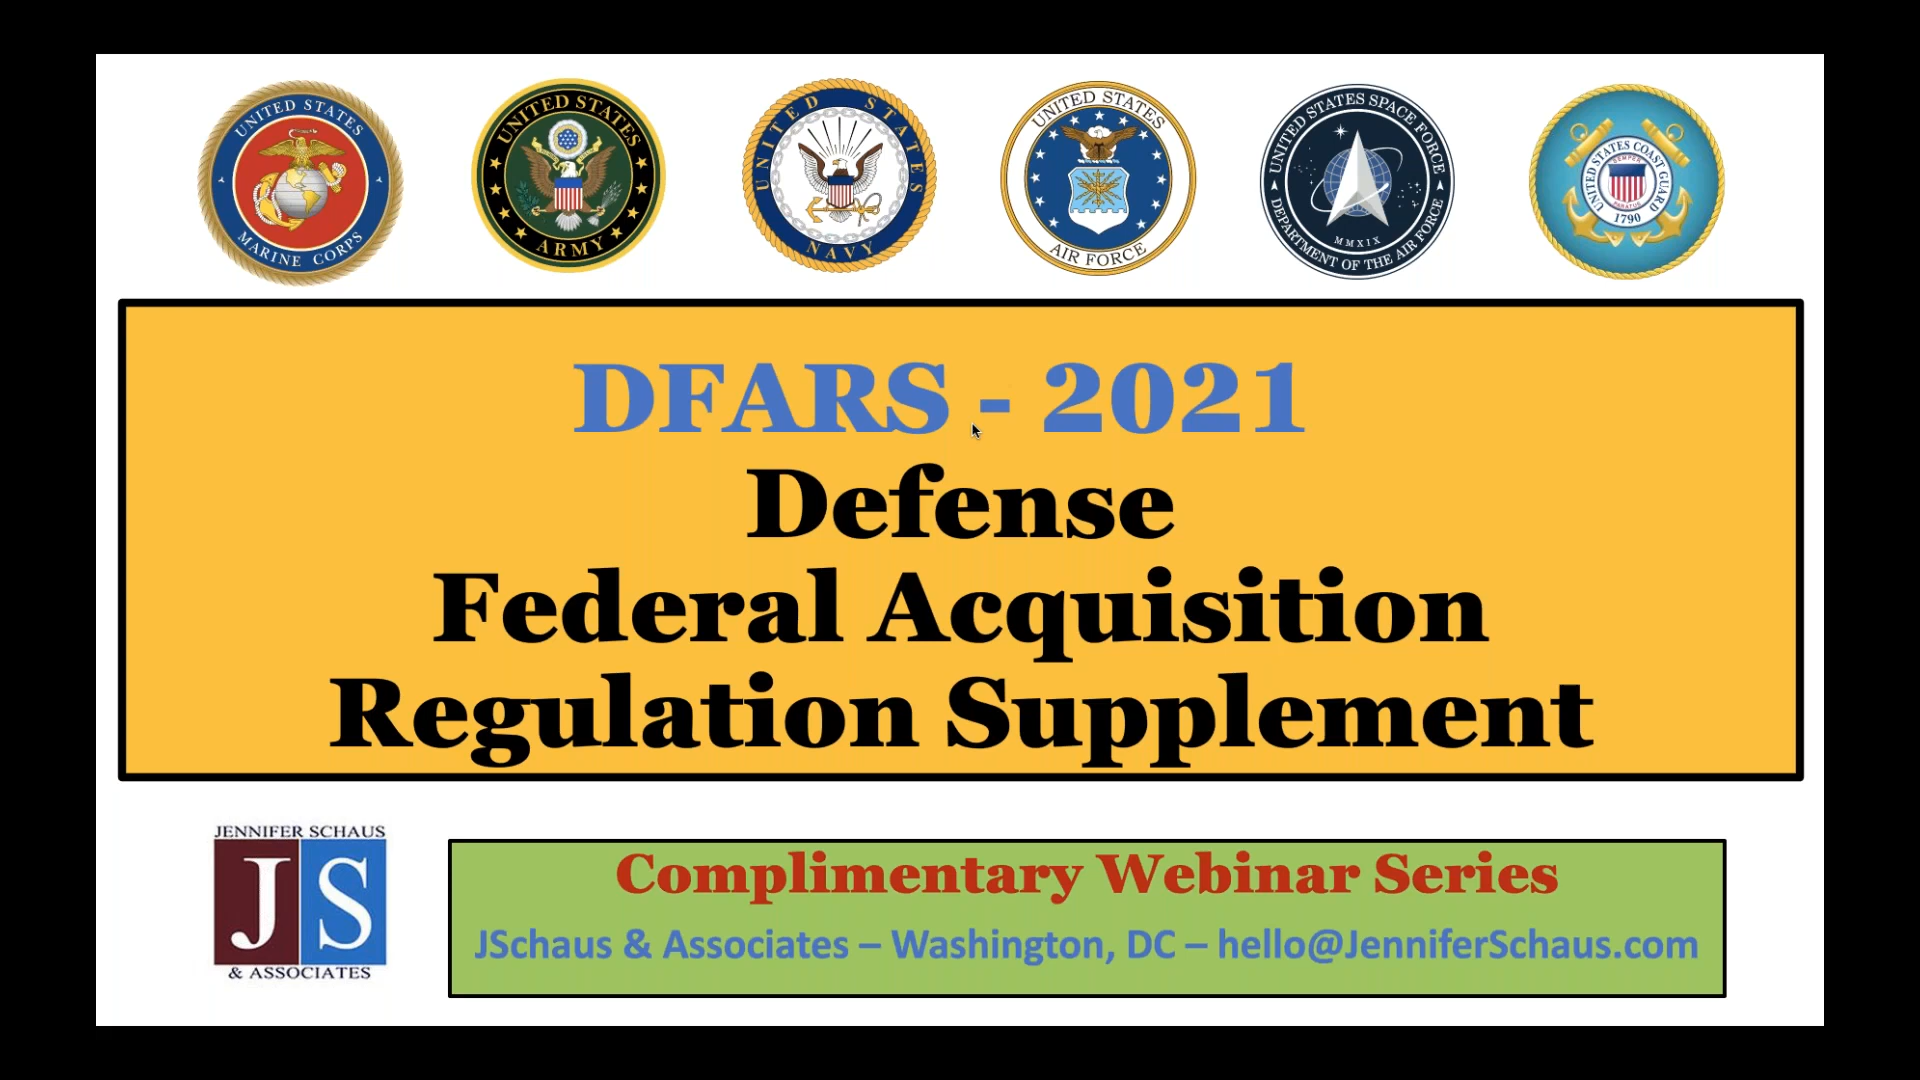 UNITED STATES
MARINE CORPS
UNITED STATES
ARMY
UNITED STATES
NAVY
UNITED STATES
AIR FORCE
UNITED STATES SPACE FORCE
MMXIX
DEPARTMENT OF THE AIR FORCE
UNITED STATES COAST GUARD
SEMPER
PARATUS
1790
DFARS - 2021
Defense
Federal Acquisition
Regulation Supplement
JENNIFER SCHAUS
JS
& ASSOCIATES
Complimentary Webinar Series
JSchaus & Associates – Washington, DC – hello@JenniferSchaus.com